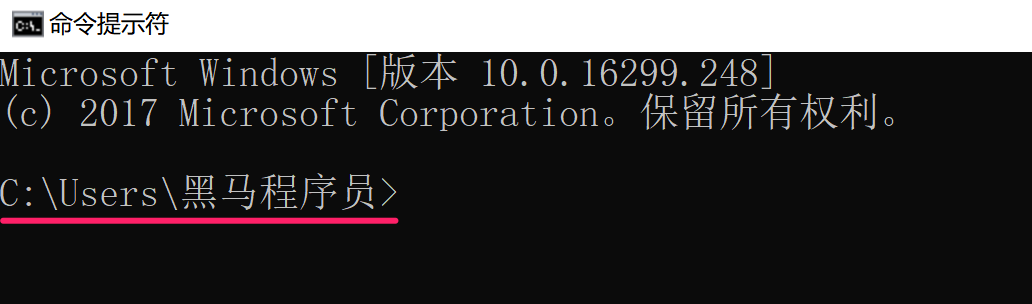 命令提示符
Microsoft Windows [版本 10.0.16299.248]
(c) 2017 Microsoft Corporation。保留所有权利。
C:\Users\黑马程序员>